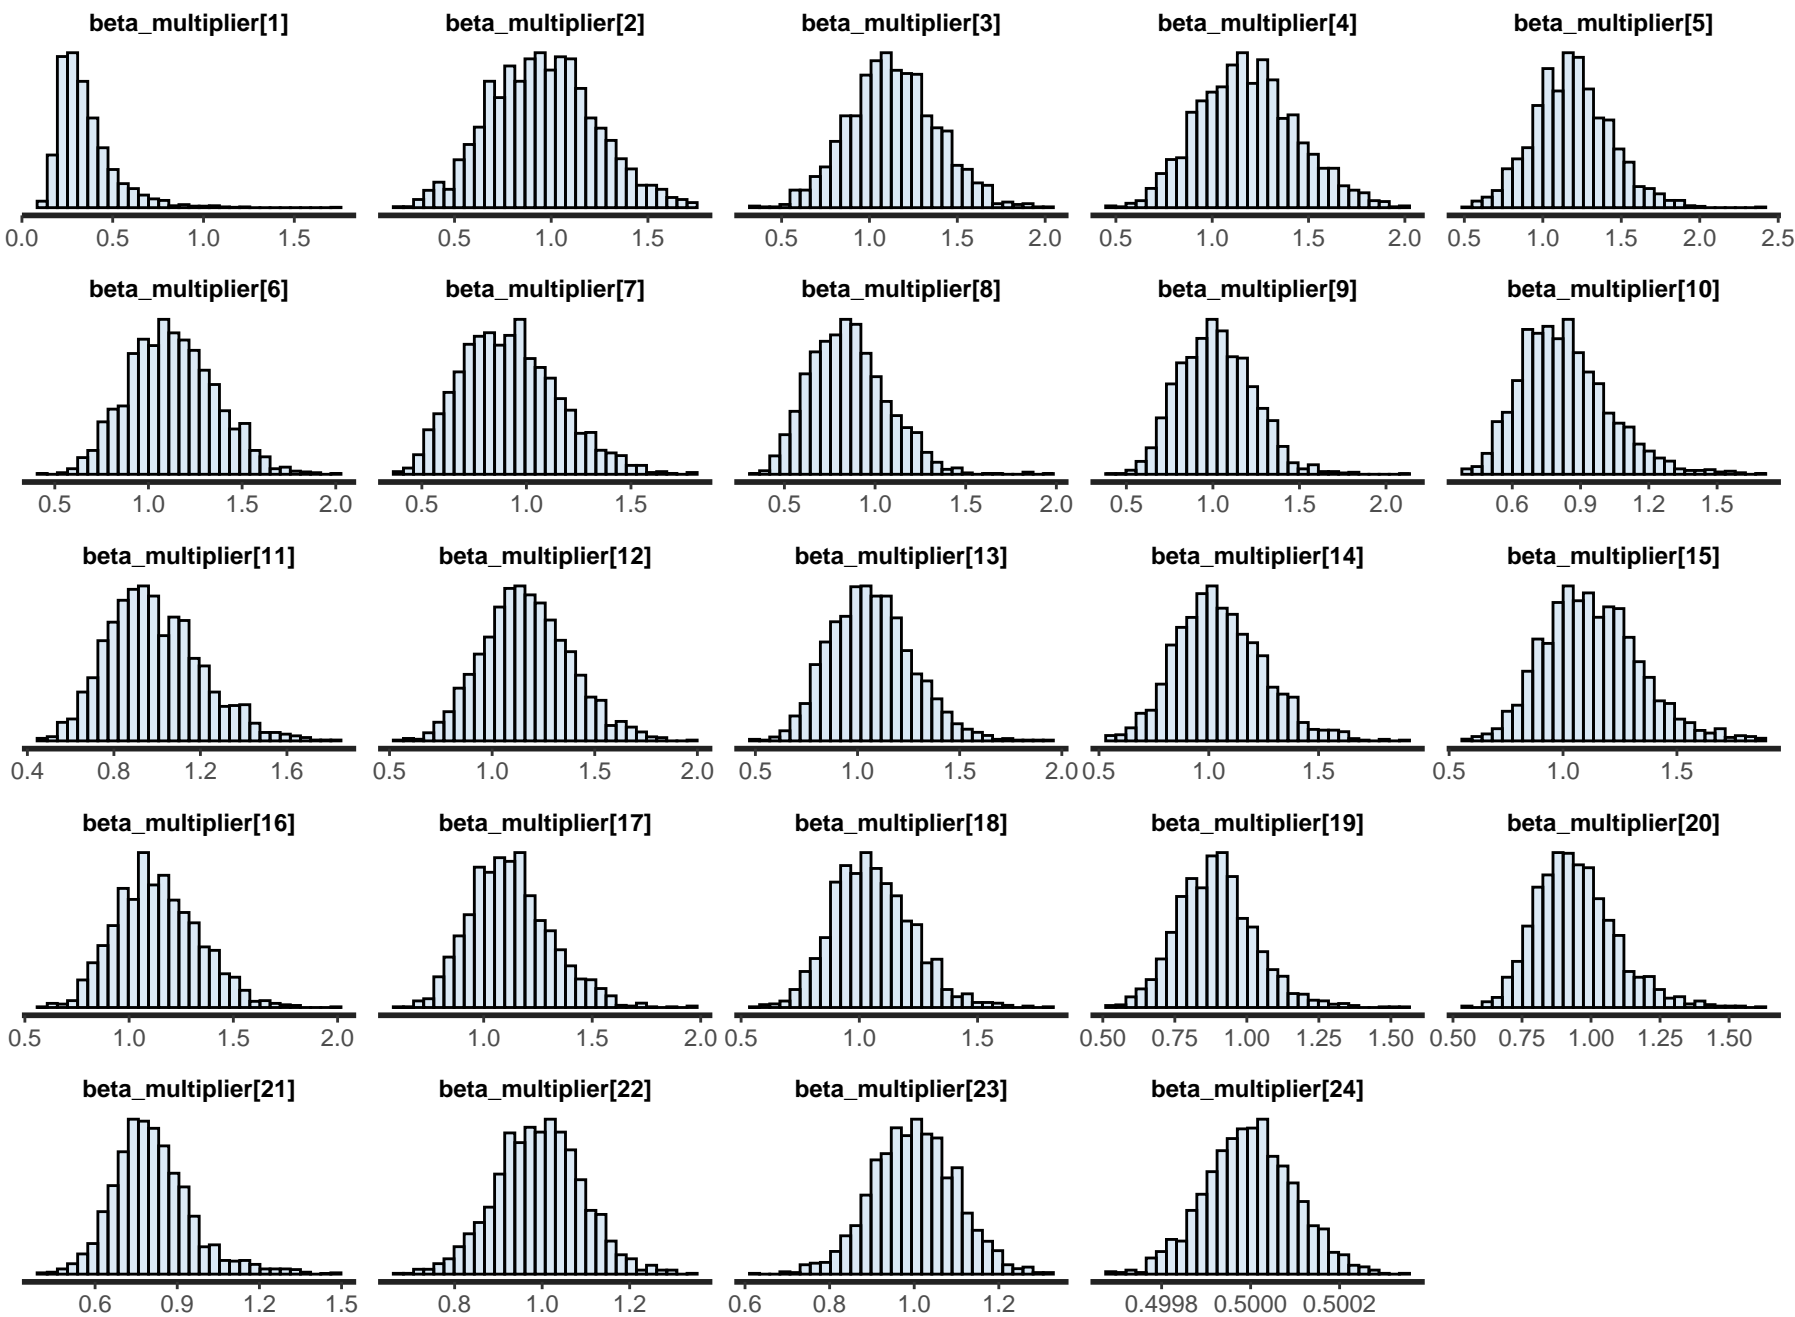 beta_multiplier[1] beta_multiplier[2] beta_multiplier[3] beta_multiplier[4] beta_multiplier[5]
0.0 0.5 1.0 1.5 0.5 1.0 1.5 0.5 1.0 1.5 2.0 0.5 1.0 1.5 2.0 0.5 1.0 1.5 2.0 2.5
beta_multiplier[6] beta_multiplier[7] beta_multiplier[8] beta_multiplier[9] beta_multiplier[10]
0.5 1.0 1.5 2.0 0.5 1.0 1.5 0.5 1.0 1.5 2.0 0.5 1.0 1.5 2.0 0.6 0.9 1.2 1.5
beta_multiplier[11] beta_multiplier[12] beta_multiplier[13] beta_multiplier[14] beta_multiplier[15]
0.4 0.8 1.2 1.6 0.5 1.0 1.5 2.0 0.5 1.0 1.5 2.0 0.5 1.0 1.5 0.5 1.0 1.5
beta_multiplier[16] beta_multiplier[17] beta_multiplier[18] beta_multiplier[19] beta_multiplier[20]
0.5 1.0 1.5 2.0 1.0 1.5 2.0 0.5 1.0 1.5 0.50 0.75 1.00 1.25 1.50 0.50 0.75 1.00 1.25 1.50
beta_multiplier[21] beta_multiplier[22] beta_multiplier[23] beta_multiplier[24]
0.6 0.9 1.2 1.5 0.8 1.0 1.2 0.6 0.8 1.0 1.2 0.4998 0.5000 0.5002